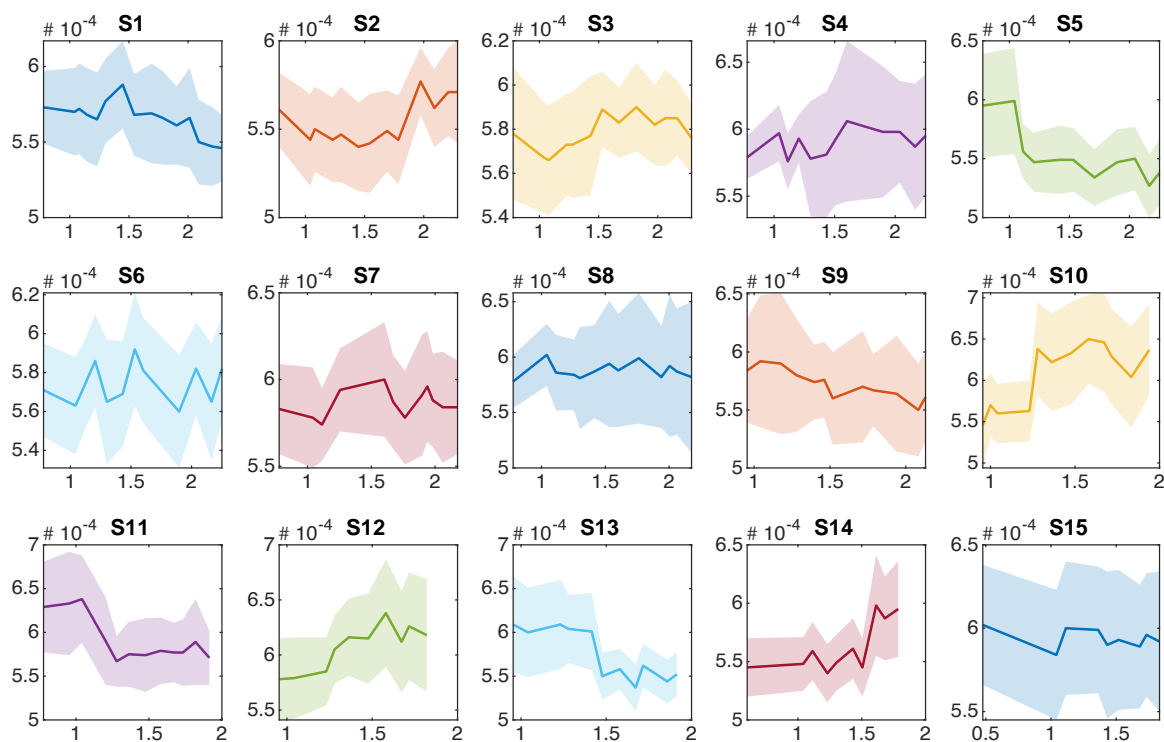 # 10^-4 S1 # 10^-4 S2 # 10^-4 S3 # 10^-4 S4 # 10^-4 S5
6 6 6.2 6.5 6.5
5.5 5.5 6 6 6
5 5 5.8 5.5 5.5
5.6 5
5.4
1 1.5 2 1 1.5 2 1 1.5 2 1 1.5 2 1 1.5 2
# 10^-4 S6 # 10^-4 S7 # 10^-4 S8 # 10^-4 S9 # 10^-4 S10
6.2 6.5 6.5 6.5 7
6 6 6 6 6.5
5.8 5.5 5.5 5.5 6
5.6 5 5 5.5
5.4 5
1 1.5 2 1 1.5 2 1 1.5 2 1 1.5 2 1 1.5 2
# 10^-4 S11 # 10^-4 S12 # 10^-4 S13 # 10^-4 S14 # 10^-4 S15
7 7 7 6.5 6.5
6.5 6.5 6.5 6 6
6 6 6 5.5 5.5
5.5 5.5 5.5 5
5 5
1 1.5 2 1 1.5 2 1 1.5 2 1 1.5 2 0.5 1 1.5